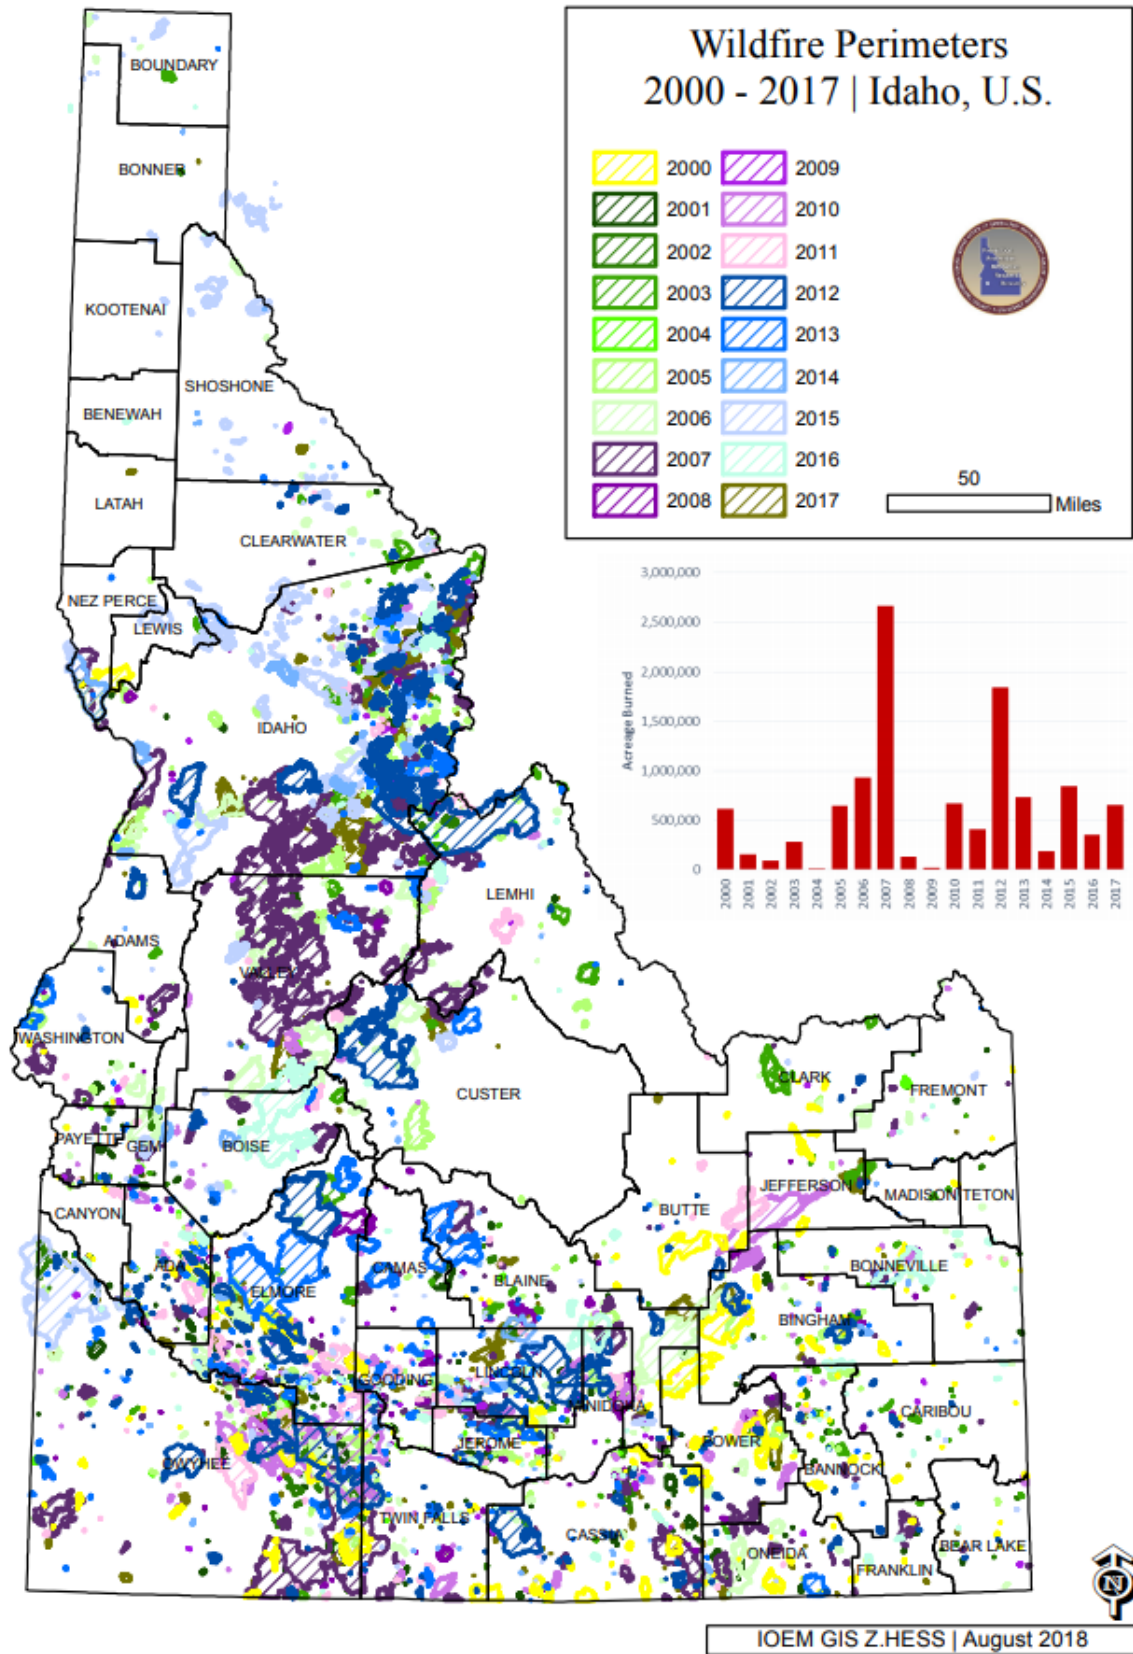 Wildfire Perimeters
2000 - 2017 | Idaho, U.S.
2000
2009
2001
2010
2002
2011
2003
2012
2004
2013
2005
2014
2006
2015
2007
2016
2008
2017
50
Miles
BOUNDARY
BONNER
KOOTENAI
SHOSHONE
BENEWAH
LATAH
CLEARWATER
NEZ PERCE
LEWIS
IDAHO
LEMHI
ADAMS
VALLEY
WASHINGTON
CUSTER
CLARK
FREMONT
PAYETTE
GEM
BOISE
JEFFERSON
MADISON
TETON
CANYON
BUTTE
ADA
ELMORE
CAMAS
BLAINE
BONNEVILLE
BINGHAM
GOODING
LINCOLN
MINIDOKA
CARIBOU
JEROME
POWER
OWYHEE
BANNOCK
TWIN FALLS
CASSIA
ONEIDA
BEAR LAKE
FRANKLIN
Acreage Burned
3,000,000
2,500,000
2,000,000
1,500,000
1,000,000
500,000
0
2000
2001
2002
2003
2004
2005
2006
2007
2008
2009
2010
2011
2012
2013
2014
2015
2016
2017
N
IOEM GIS Z.HESS | August 2018